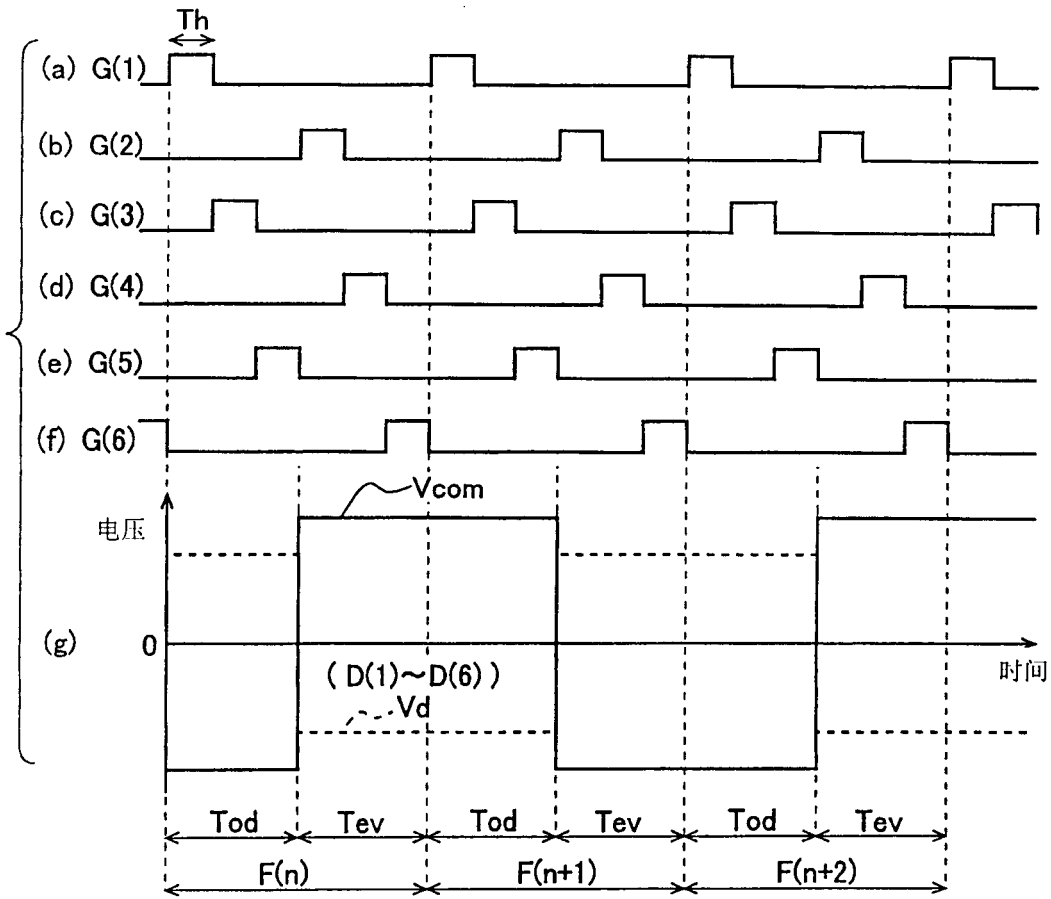 Th
(a) G(1)
(b) G(2)
(c) G(3)
(d) G(4)
(e) G(5)
(f) G(6)
Vcom
电压
(g) 0
时间
( D(1)~D(6) )
Vd
Tod Tev Tod Tev Tod Tev
F(n) F(n+1) F(n+2)